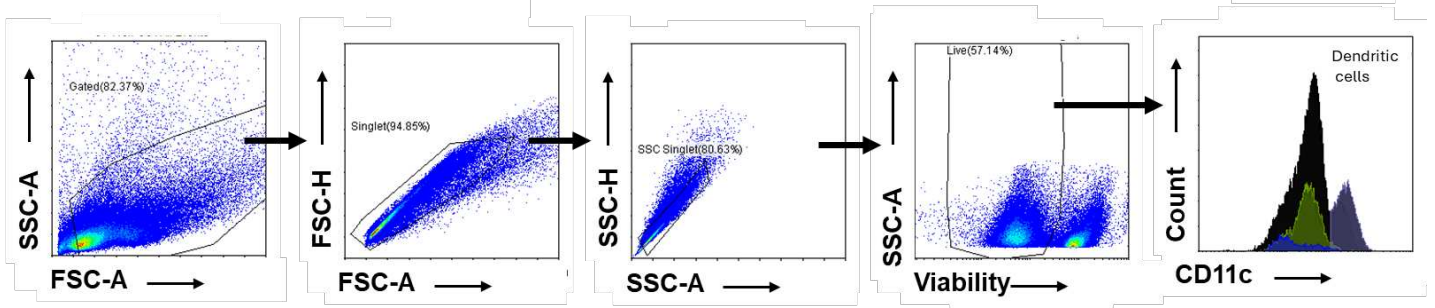 SSC-A
Gated(82.37%)
FSC-A
FSC-H
Singlet(94.85%)
FSC-A
SSC-H
SSC Singlet(80.63%)
SSC-A
SSC-A
Live(57.14%)
Viability
Count
Dendritic
cells
CD11c